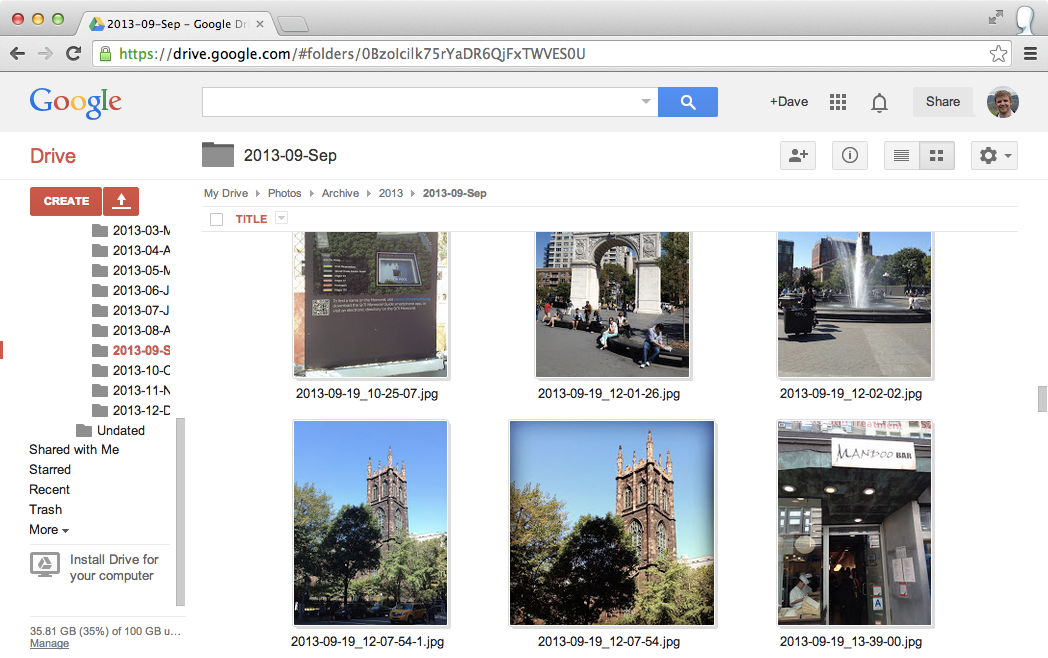 2013-09-Sep - Google Dri
https://drive.google.com/#folders/0BzoIcilk75rYaDR6QjFxTWVES0U
Google
+Dave
Share
Drive
2013-09-Sep
CREATE
My Drive
Photos
Archive
2013
2013-09-Sep
TITLE
2013-03-M
2013-04-A
2013-05-M
2013-06-J
2013-07-J
2013-08-A
2013-09-S
2013-10-O
2013-11-N
2013-12-D
Undated
Shared with Me
Starred
Recent
Trash
More
Install Drive for
your computer
35.81 GB (35%) of 100 GB u...
Manage
2013-09-19_10-25-07.jpg
2013-09-19_12-01-26.jpg
2013-09-19_12-02-02.jpg
MANDOO BAR
A
2013-09-19_12-07-54-1.jpg
2013-09-19_12-07-54.jpg
2013-09-19_13-39-00.jpg